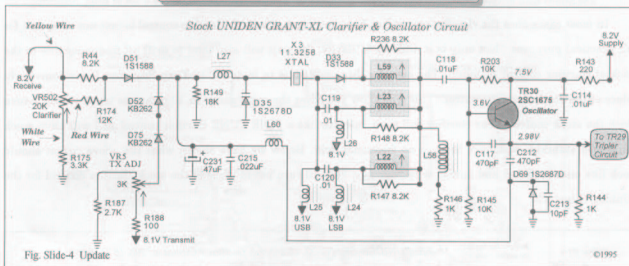 Stock UNIDEN GRANT-XL Clarifier & Oscillator Circuit
Yellow Wire
R44 8.2K
D51 1S1588
L27
X3 11.3258 XTAL
D33 1S1588
R236 8.2K
L59
C118 .01uF
R203 10K
7.5V
R143 220
8.2V Supply
8.2V Receive
VR502 20K Clarifier
R174 12K
D52 KB262
R149 18K
D35 1S2678D
C119 .01
L23
TR30 2SC1675 Oscillator
C114 .01uF
3.6V
White Wire
Red Wire
D75 KB262
L60
L26
8.1V
R148 8.2K
L58
2.98V
To TR29 Tripler Circuit
R175 3.3K
VR5 TX ADJ
C231 47uF
C215 .022uF
L22
C117 470pF
C212 470pF
3K
C120 .01
R147 8.2K
D69 1S2687D
R187 2.7K
R188 100
L25
L24
R146 1K
R145 10K
C213 10pF
R144 1K
8.1V Transmit
8.1V USB
8.1V LSB
Fig. Slide-4 Update
©1995